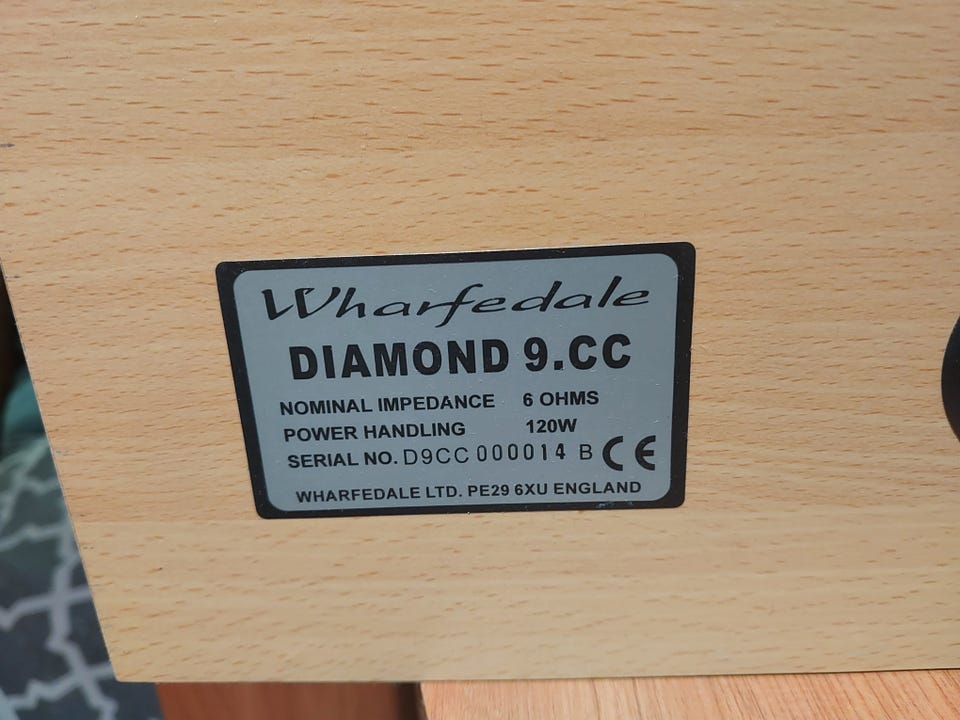 Wharfedale
DIAMOND 9.CC
NOMINAL IMPEDANCE 6 OHMS
POWER HANDLING 120W
SERIAL NO. D9CC 000014 B CE
WHARFEDALE LTD. PE29 6XU ENGLAND